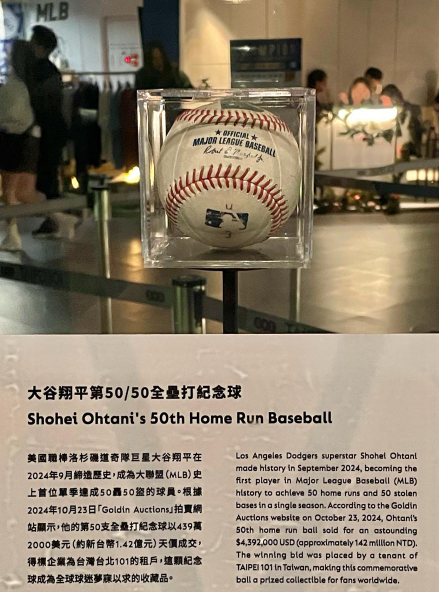 MLB
OFFICIAL
MAJOR LEAGUE BASEBALL
大谷翔平第50/50全壘打紀念球
Shohei Ohtani's 50th Home Run Baseball
美國職棒洛杉磯道奇隊巨星大谷翔平在
2024年9月締造歷史，成為大聯盟（MLB）史
上首位單季達成50轟50盜的球員。根據
2024年10月23日「Goldin Auctions」拍賣網
站顯示，他的第50支全壘打紀念球以439萬
2000美元（約新台幣1.42億元）天價成交，
得標企業為台灣台北101的租戶，這顆紀念
球成為全球球迷夢寐以求的收藏品。
Los Angeles Dodgers superstar Shohei Ohtani
made history in September 2024, becoming the
first player in Major League Baseball (MLB)
history to achieve 50 home runs and 50 stolen
bases in a single season. According to the Goldin
Auctions website on October 23, 2024, Ohtani's
50th home run ball sold for an astounding
$4,392,000 USD (approximately 142 million NTD).
The winning bid was placed by a tenant of
TAIPEI 101 in Taiwan, making this commemorative
ball a prized collectible for fans worldwide.